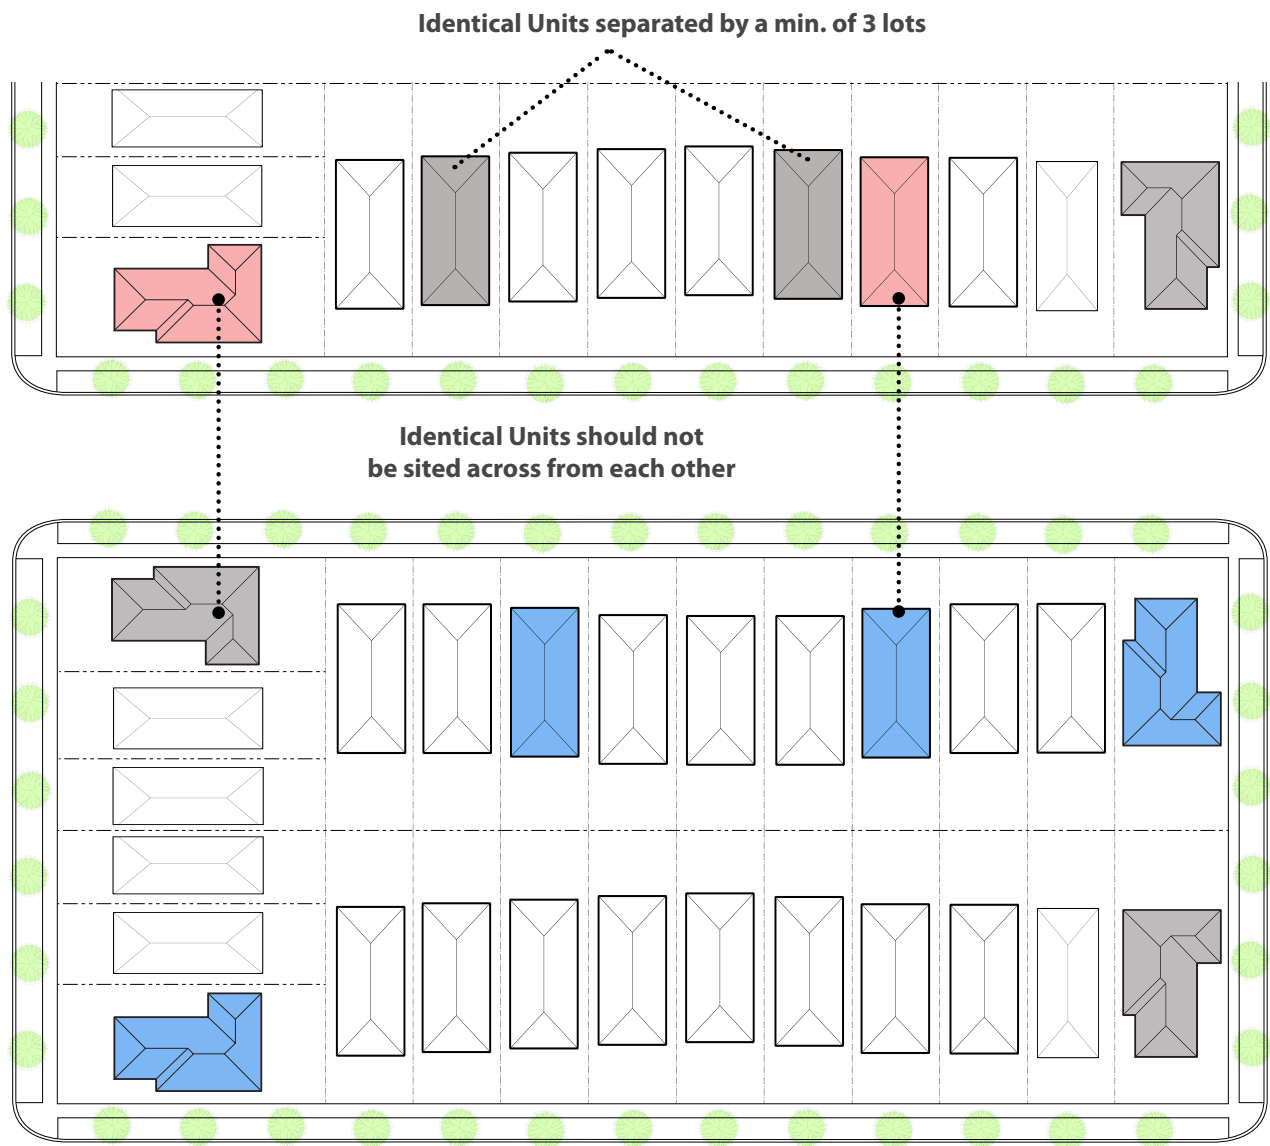 Identical Units separated by a min. of 3 lots
Identical Units should not
be sited across from each other